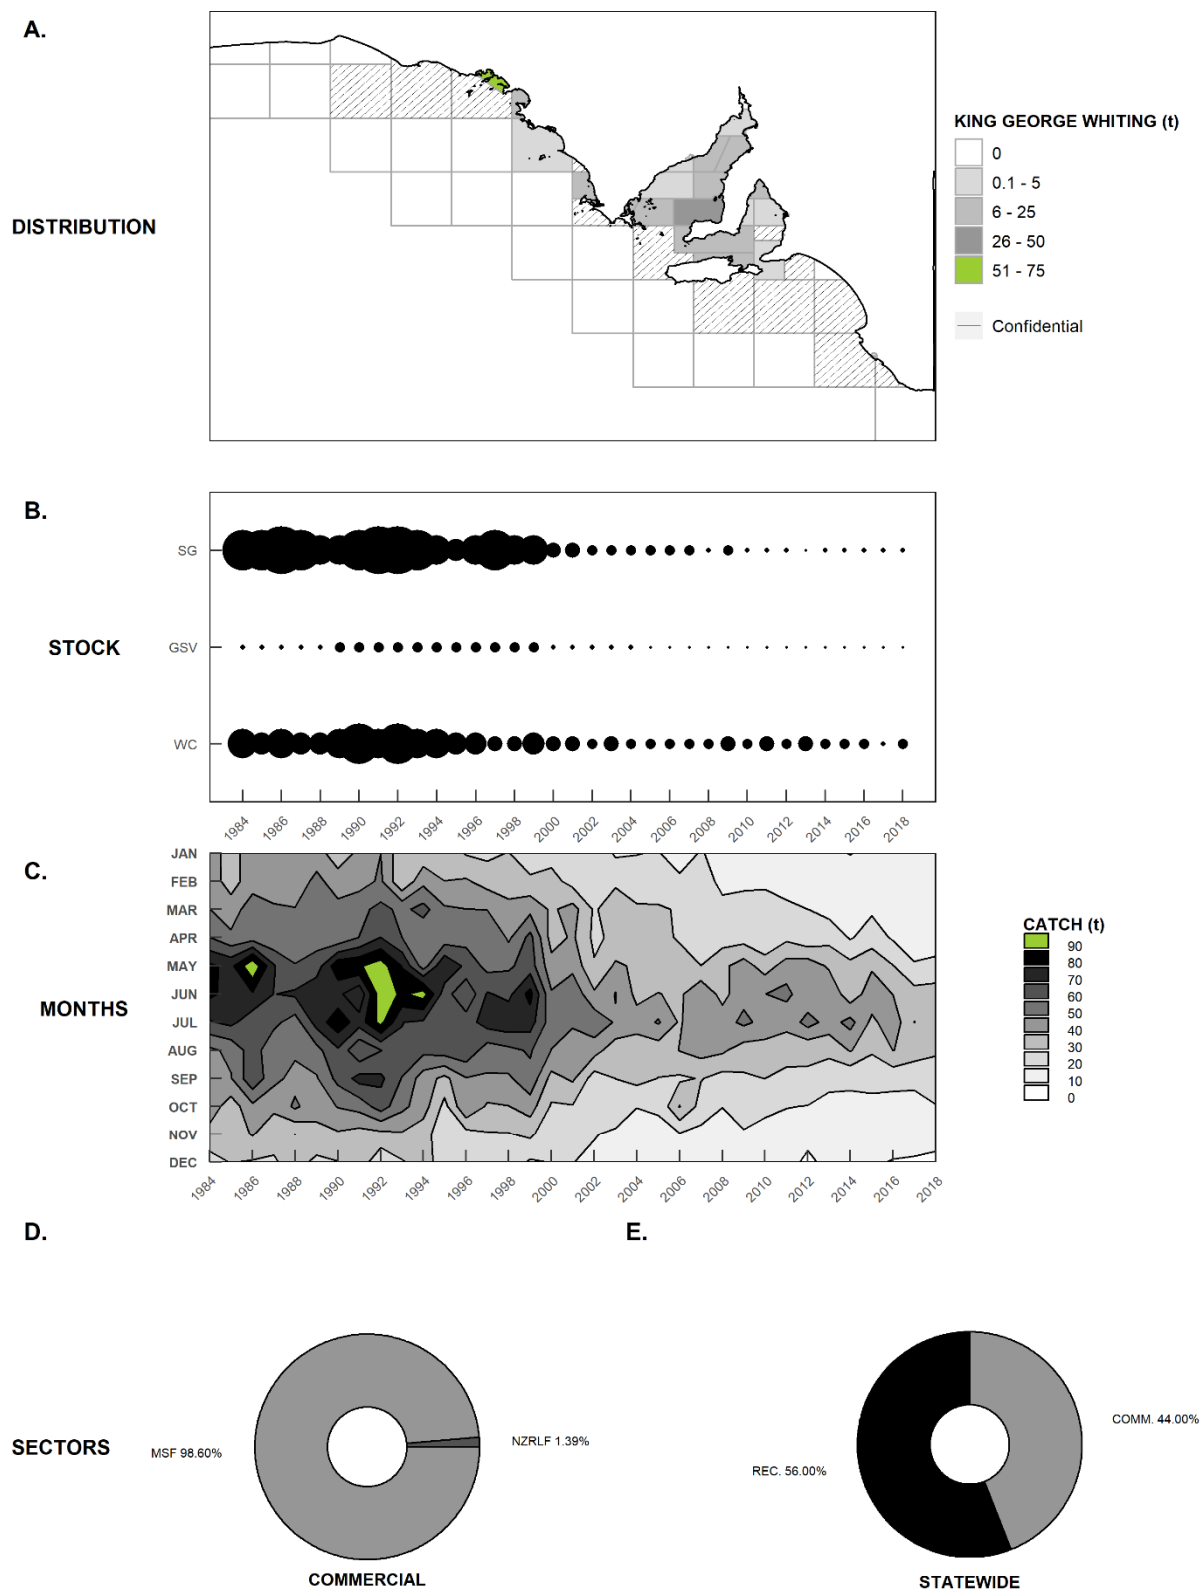 A.
KING GEORGE WHITING (t)
0
0.1 - 5
6 - 25
26 - 50
51 - 75
Confidential
DISTRIBUTION
B.
SG
STOCK
GSV
WC
1984 1986 1988 1990 1992 1994 1996 1998 2000 2002 2004 2006 2008 2010 2012 2014 2016 2018
C.
JAN
FEB
MAR
APR
MAY
JUN
JUL
AUG
SEP
OCT
NOV
DEC
MONTHS
CATCH (t)
90
80
70
60
50
40
30
20
10
0
1984 1986 1988 1990 1992 1994 1996 1998 2000 2002 2004 2006 2008 2010 2012 2014 2016 2018
D.
E.
SECTORS
MSF 98.60%
NZRLF 1.39%
COMMERCIAL
REC. 56.00%
COMM. 44.00%
STATEWIDE